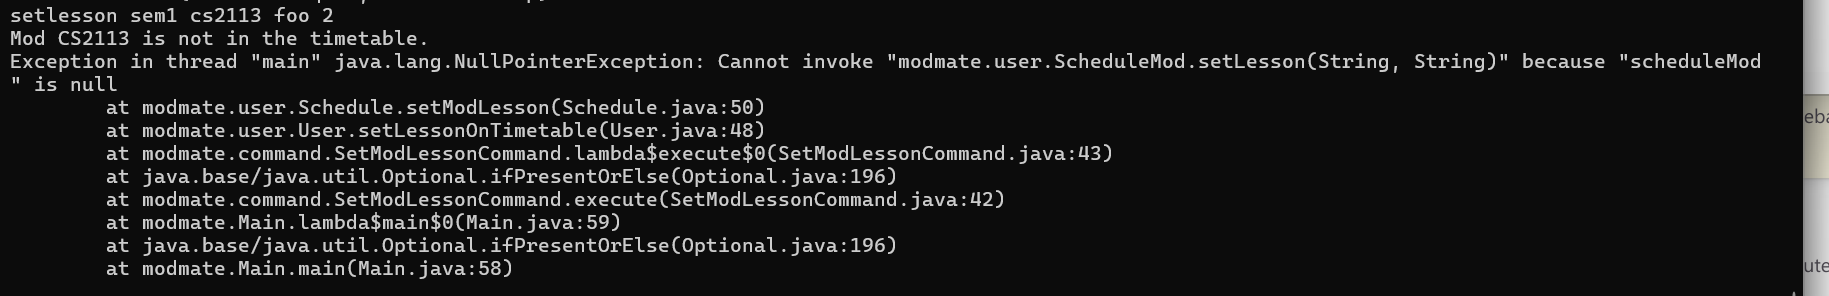 setlesson sem1 cs2113 foo 2
Mod CS2113 is not in the timetable.
Exception in thread "main" java.lang.NullPointerException: Cannot invoke "modmate.user.ScheduleMod.setLesson(String, String)" because "scheduleMod
" is null
        at modmate.user.Schedule.setModLesson(Schedule.java:50)
        at modmate.user.User.setLessonOnTimetable(User.java:48)
        at modmate.command.SetModLessonCommand.lambda$execute$0(SetModLessonCommand.java:43)
        at java.base/java.util.Optional.ifPresentOrElse(Optional.java:196)
        at modmate.command.SetModLessonCommand.execute(SetModLessonCommand.java:42)
        at modmate.Main.lambda$main$0(Main.java:59)
        at java.base/java.util.Optional.ifPresentOrElse(Optional.java:196)
        at modmate.Main.main(Main.java:58)